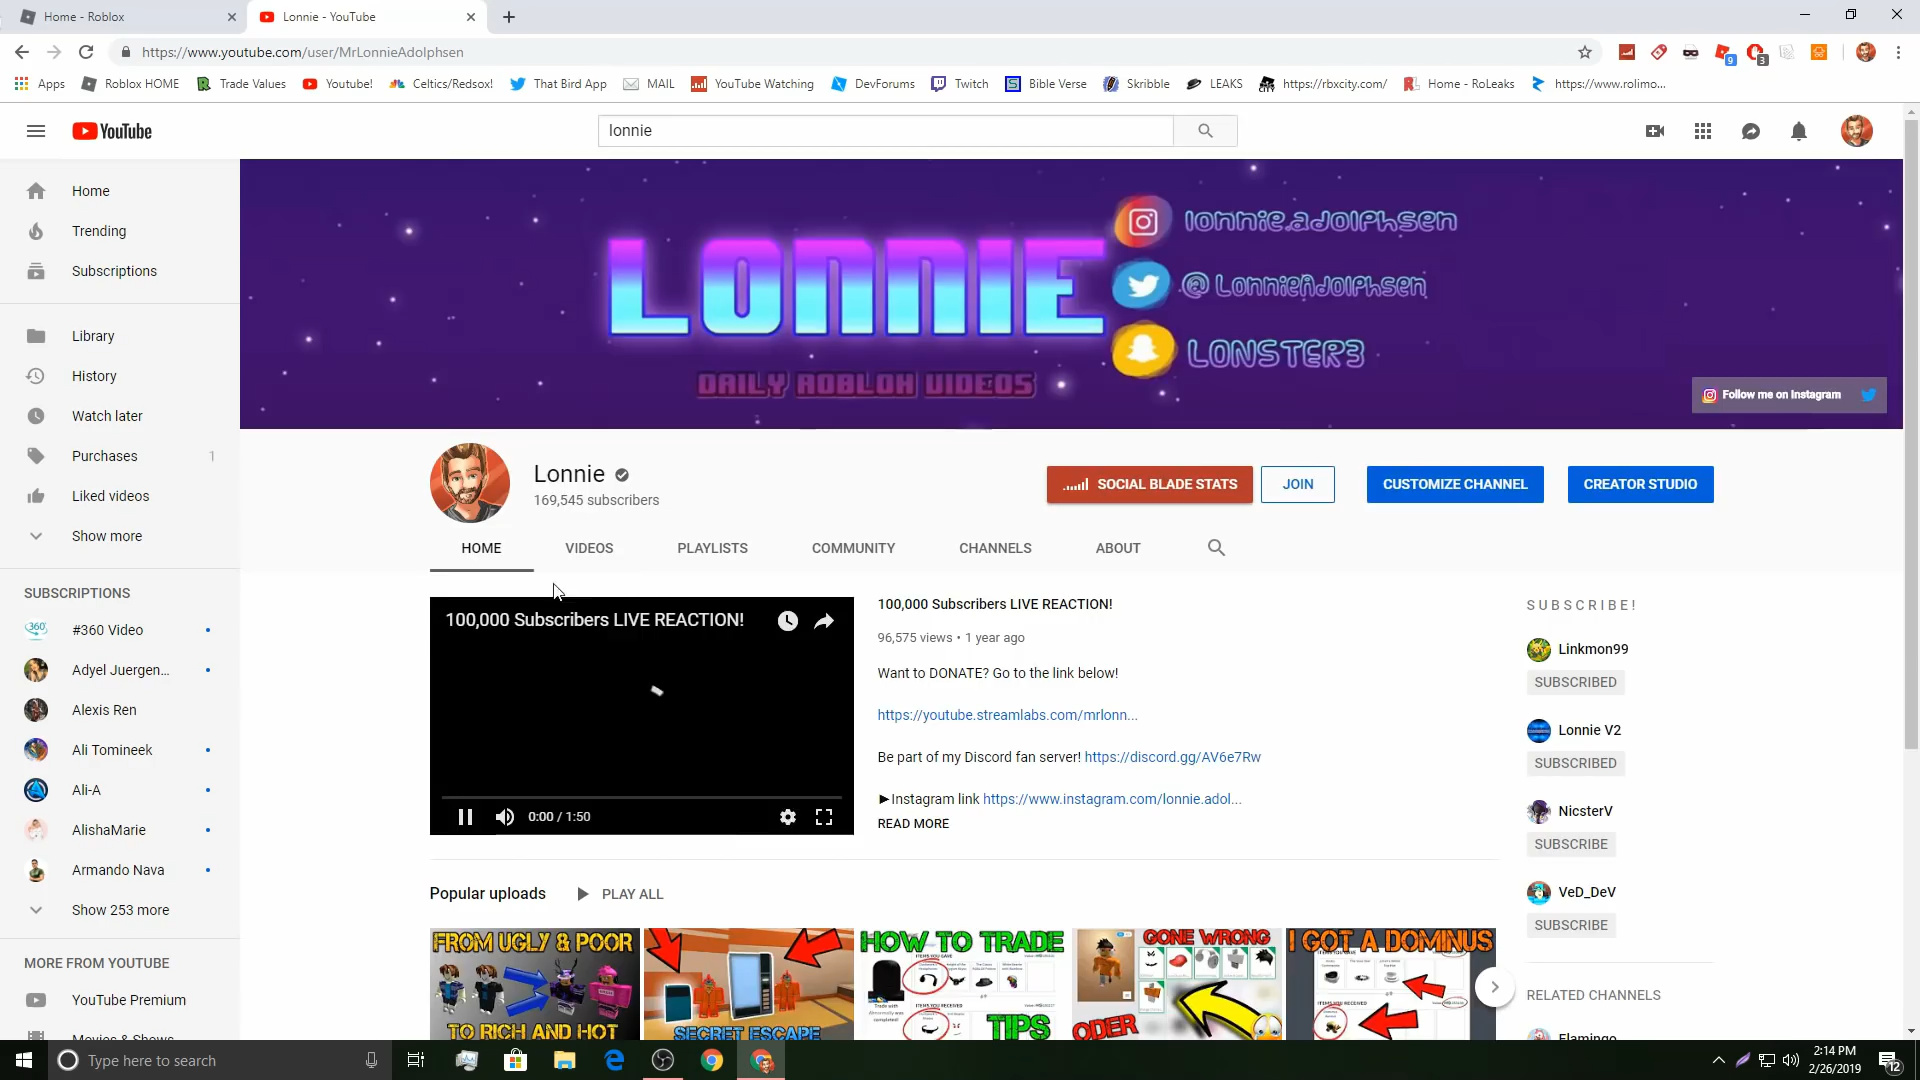 Home - Roblox
Lonnie - YouTube
https://www.youtube.com/user/MrLonnieAdolphsen
9
3
Apps
Roblox HOME
Trade Values
Youtube!
Celtics/Redsox!
That Bird App
MAIL
YouTube Watching
DevForums
Twitch
Bible Verse
Skribble
LEAKS
https://rbxcity.com/
Home - RoLeaks
https://www.rolimo...
YouTube
lonnie
Home
Trending
Subscriptions
Library
History
Watch later
Purchases 1
Liked videos
Show more
SUBSCRIPTIONS
#360 Video
Adyel Juergen...
Alexis Ren
Ali Tomineek
Ali-A
AlishaMarie
Armando Nava
Show 253 more
MORE FROM YOUTUBE
YouTube Premium
Movies & Shows
LONNIE
DAILY ROBLOX VIDEOS
lonnie.adolphsen
@LonnieAdolphsen
LONSTER3
Follow me on Instagram
Lonnie
169,545 subscribers
SOCIAL BLADE STATS
JOIN
CUSTOMIZE CHANNEL
CREATOR STUDIO
HOME
VIDEOS
PLAYLISTS
COMMUNITY
CHANNELS
ABOUT
100,000 Subscribers LIVE REACTION!
0:00 / 1:50
100,000 Subscribers LIVE REACTION!
96,575 views • 1 year ago
Want to DONATE? Go to the link below!
https://youtube.streamlabs.com/mrlonn...
Be part of my Discord fan server! https://discord.gg/AV6e7Rw
►Instagram link https://www.instagram.com/lonnie.adol...
READ MORE
Popular uploads
PLAY ALL
FROM UGLY & POOR
TO RICH AND HOT
SECRET ESCAPE
HOW TO TRADE
TIPS
GONE WRONG
ODER
I GOT A DOMINUS
SUBSCRIBE!
Linkmon99
SUBSCRIBED
Lonnie V2
SUBSCRIBED
NicsterV
SUBSCRIBE
VeD_DeV
SUBSCRIBE
RELATED CHANNELS
Flamingo
Type here to search
2:14 PM
2/26/2019
12